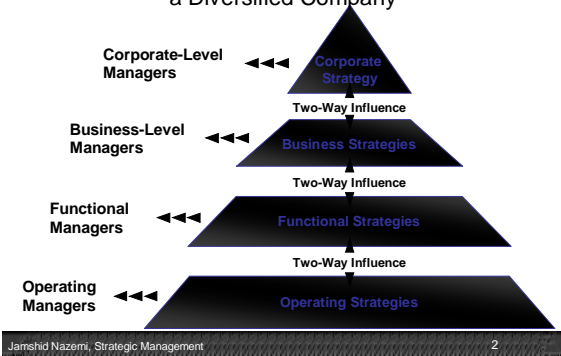 a Diversified Company
Corporate-Level
Managers
Corporate
Strategy
Two-Way Influence
Business-Level
Managers
Business Strategies
Two-Way Influence
Functional
Managers
Functional Strategies
Two-Way Influence
Operating
Managers
Operating Strategies
Jamshid Nazemi, Strategic Management
2